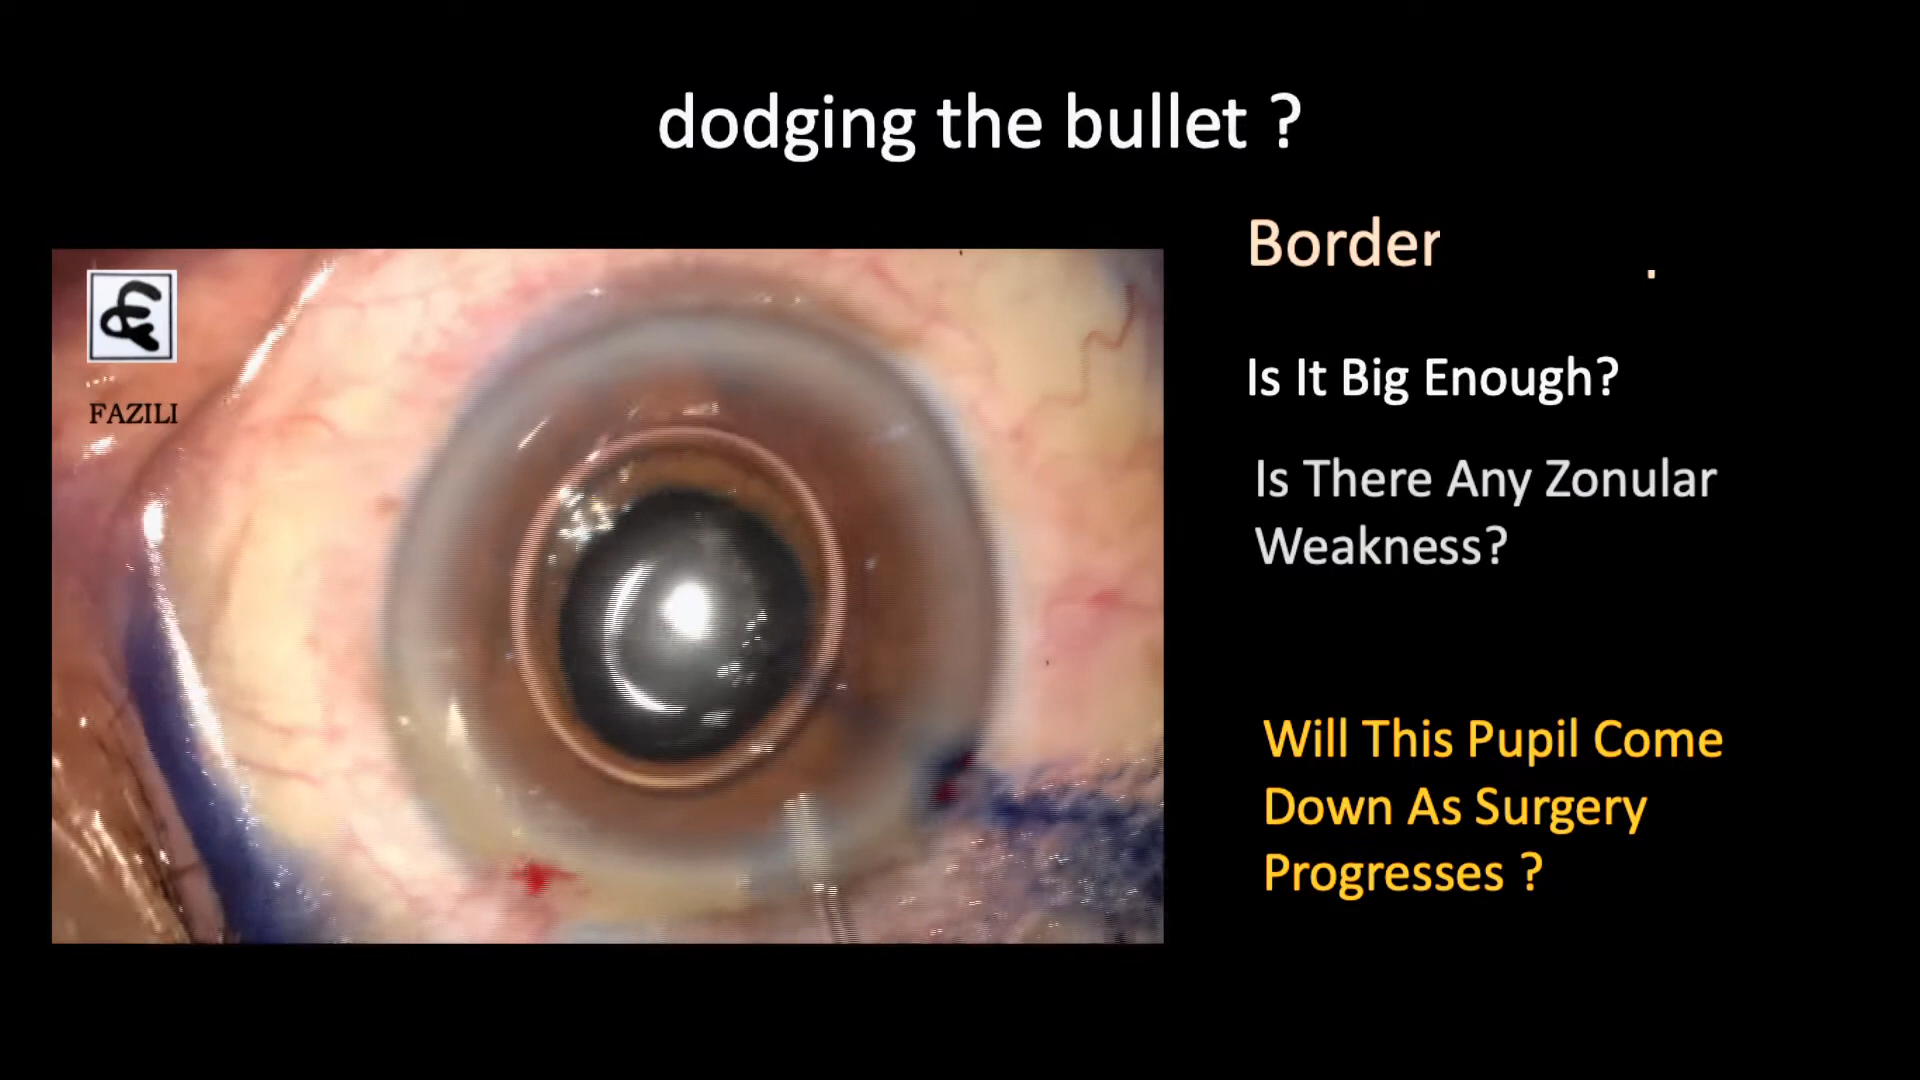 dodging the bullet ?
Border
.
Is It Big Enough?
Is There Any Zonular
Weakness?
Will This Pupil Come
Down As Surgery
Progresses ?
FAZILI